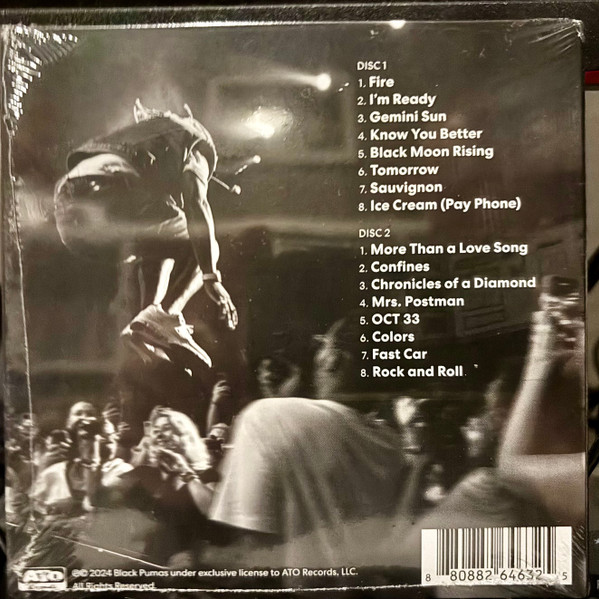 DISC 1
1. Fire
2. I'm Ready
3. Gemini Sun
4. Know You Better
5. Black Moon Rising
6. Tomorrow
7. Sauvignon
8. Ice Cream (Pay Phone)
DISC 2
1. More Than a Love Song
2. Confines
3. Chronicles of a Diamond
4. Mrs. Postman
5. OCT 33
6. Colors
7. Fast Car
8. Rock and Roll
ATO
℗© 2024 Black Pumas under exclusive license to ATO Records, LLC.
All Rights Reserved
8 80882 64632 5